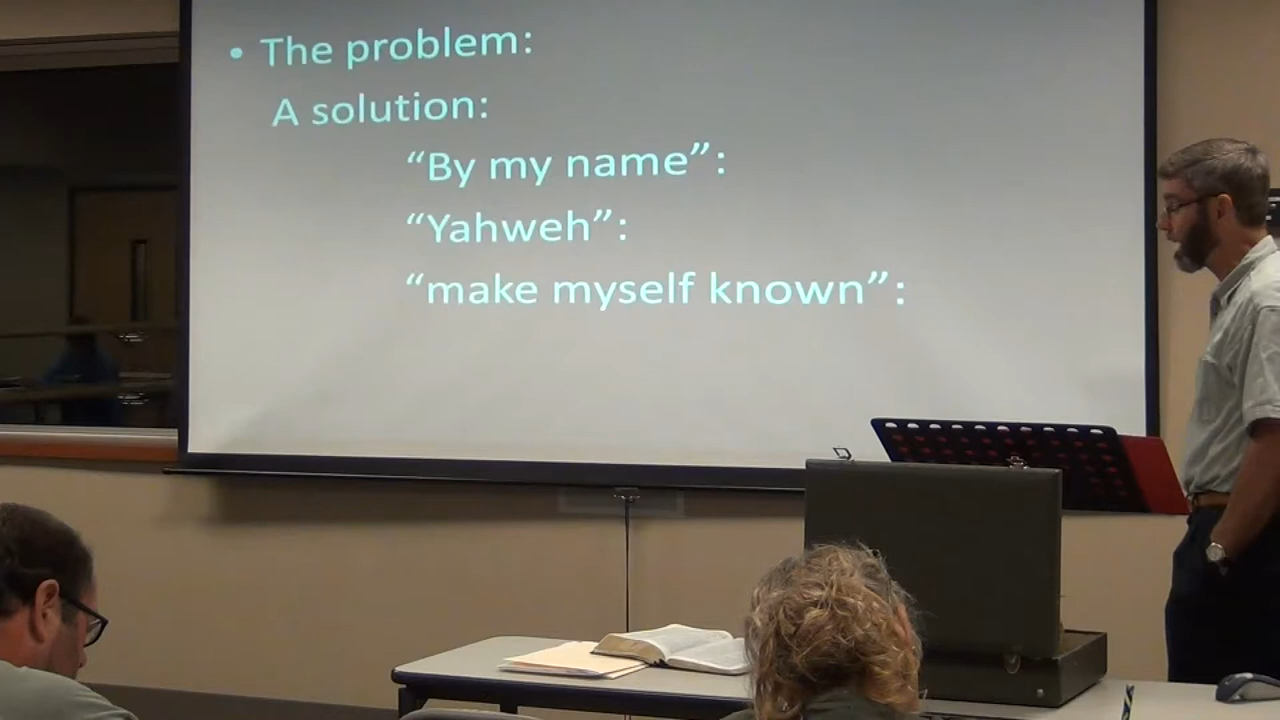 • The problem:
A solution:
“By my name”:
“Yahweh”:
“make myself known”: